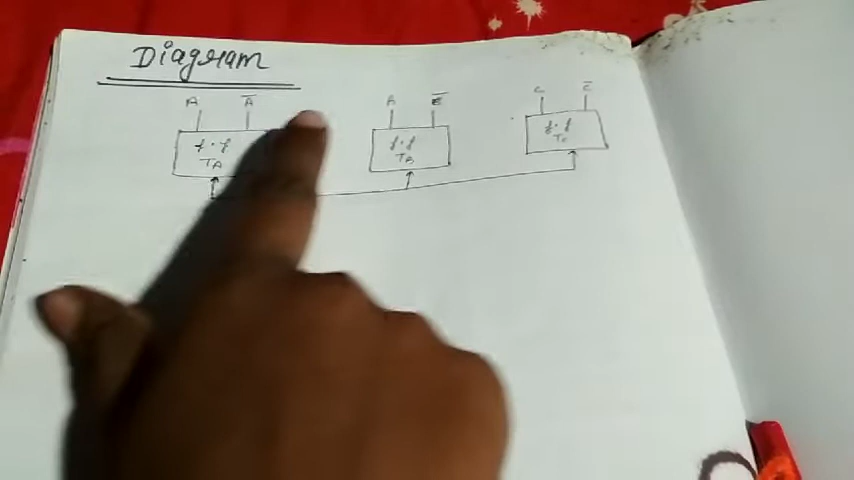 Diagram
A Ā B B̅ C C̅
f.f f.f f.f
TA TB TC